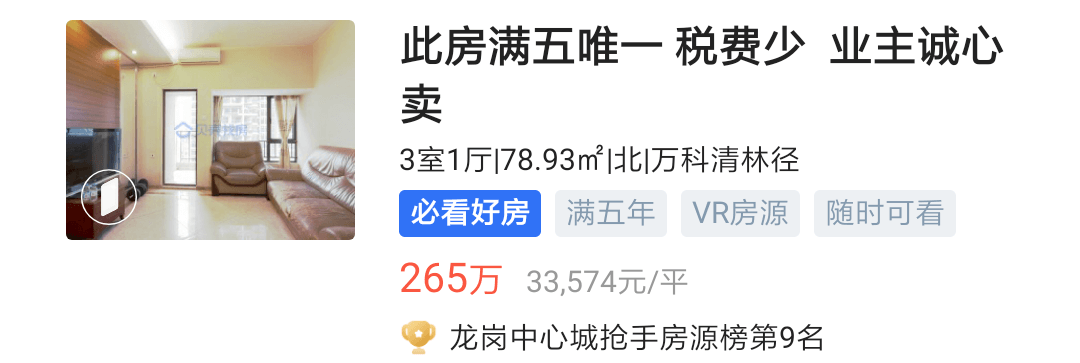 此房满五唯一 税费少 业主诚心
卖
3室1厅|78.93㎡|北|万科清林径
必看好房 满五年 VR房源 随时可看
265万 33,574元/平
龙岗中心城抢手房源榜第9名